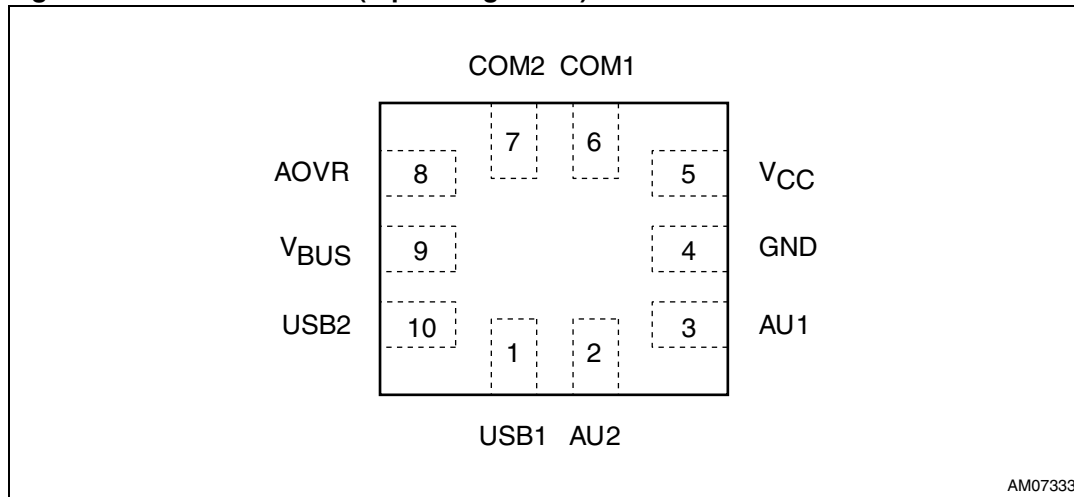 COM2 COM1
7 6
AOVR 8 5 VCC
VBUS 9 4 GND
USB2 10 3 AU1
1 2
USB1 AU2
AM07333